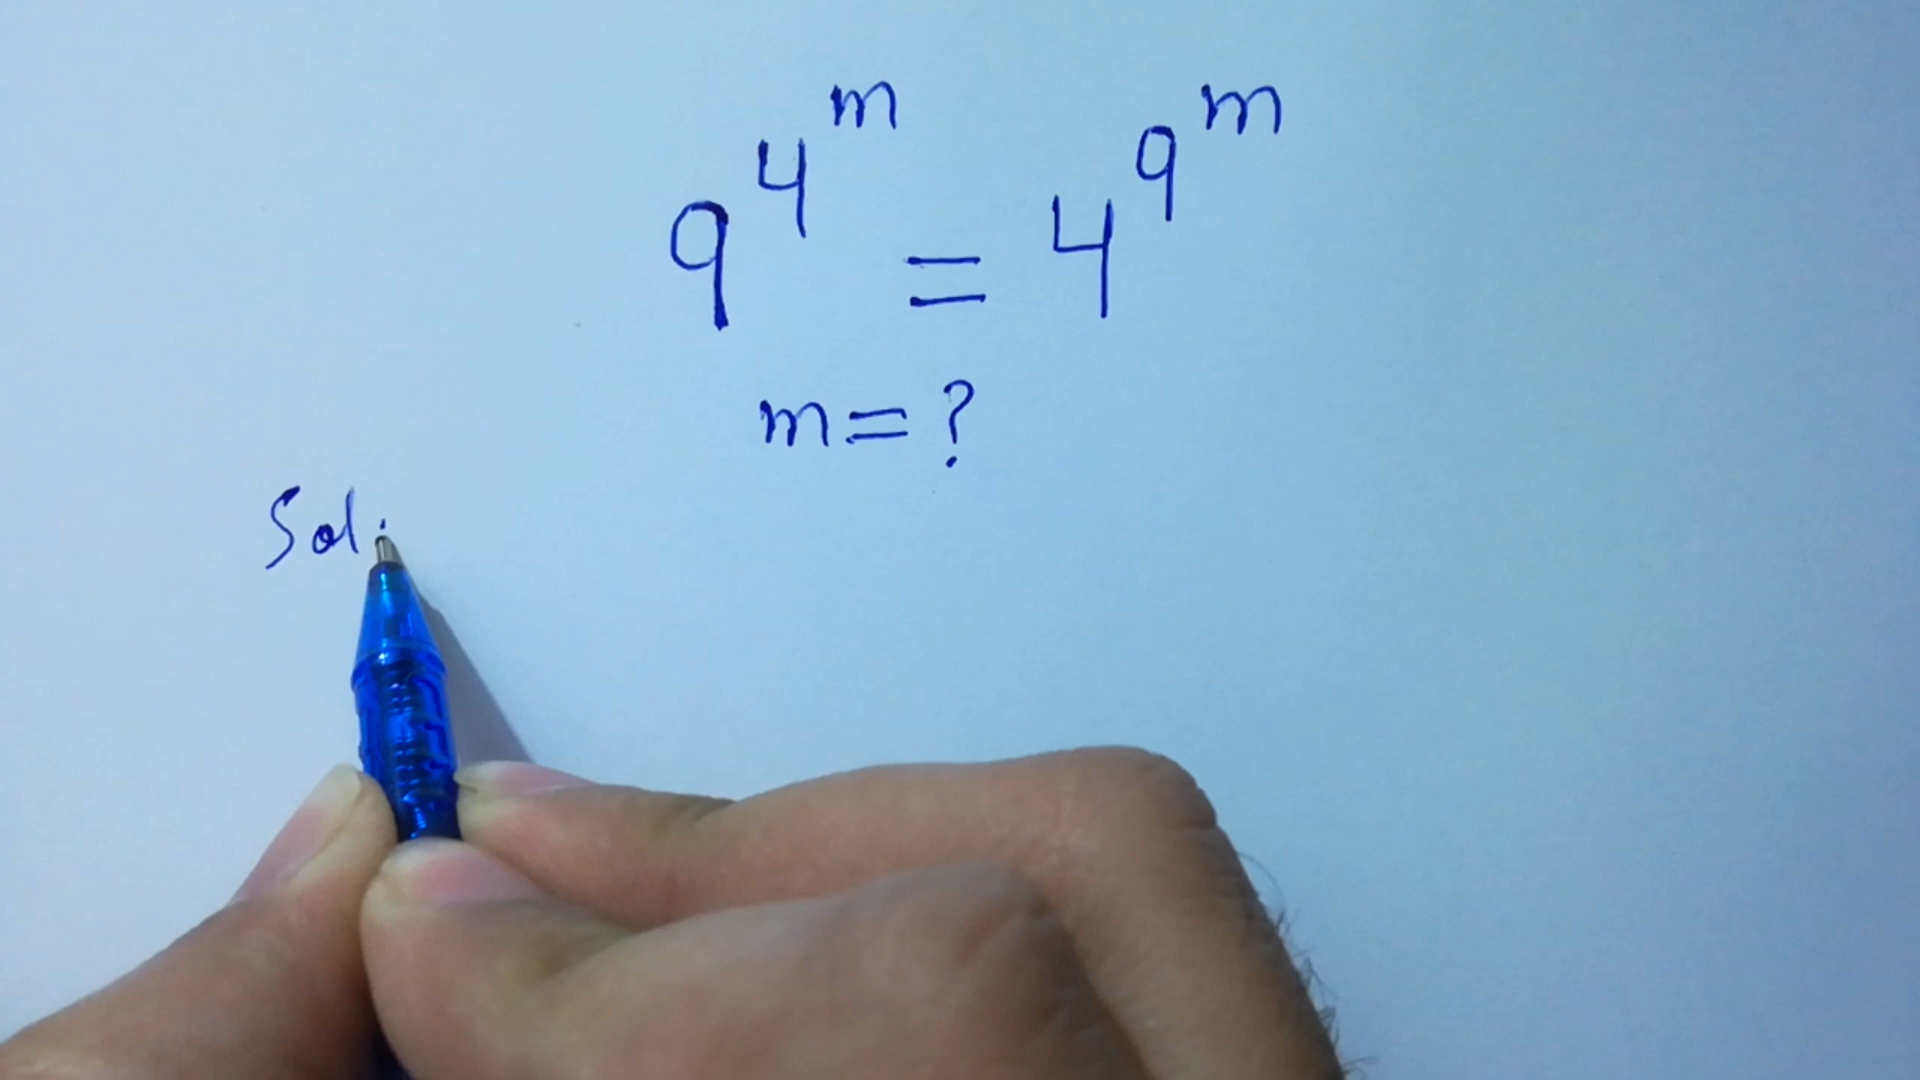 9^4^m = 4^9^m
m = ?
Sol: